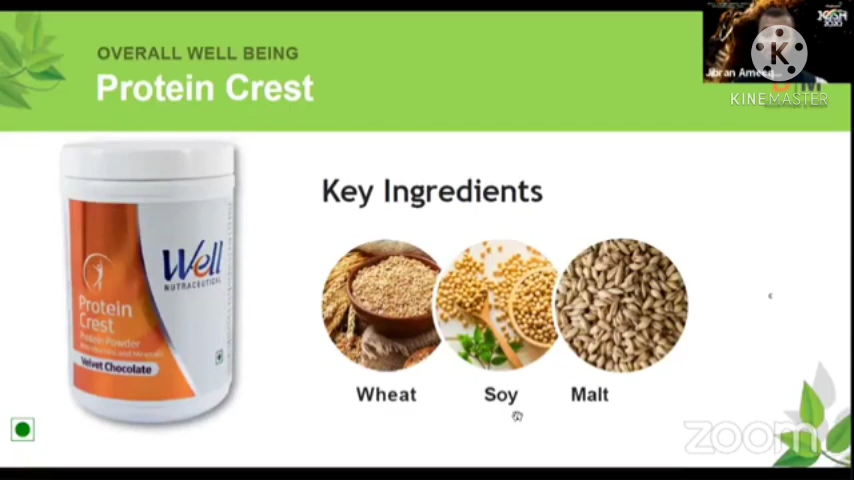 OVERALL WELL BEING
Protein Crest
KINEMASTER
Key Ingredients
Well
NUTRACEUTICAL
Protein
Crest
Protein Powder
Velvet Chocolate
Wheat
Soy
Malt
zoom